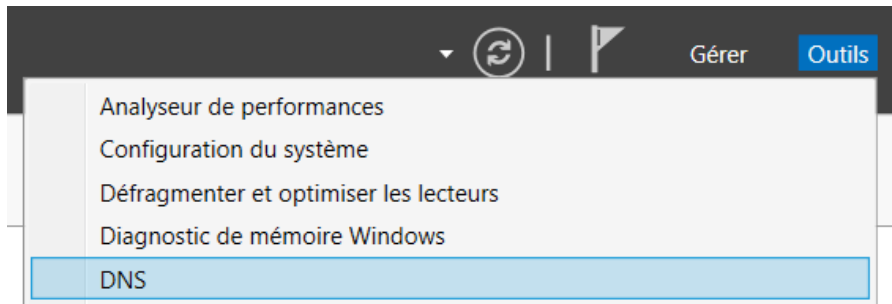 Gérer Outils
Analyseur de performances
Configuration du système
Défragmenter et optimiser les lecteurs
Diagnostic de mémoire Windows
DNS